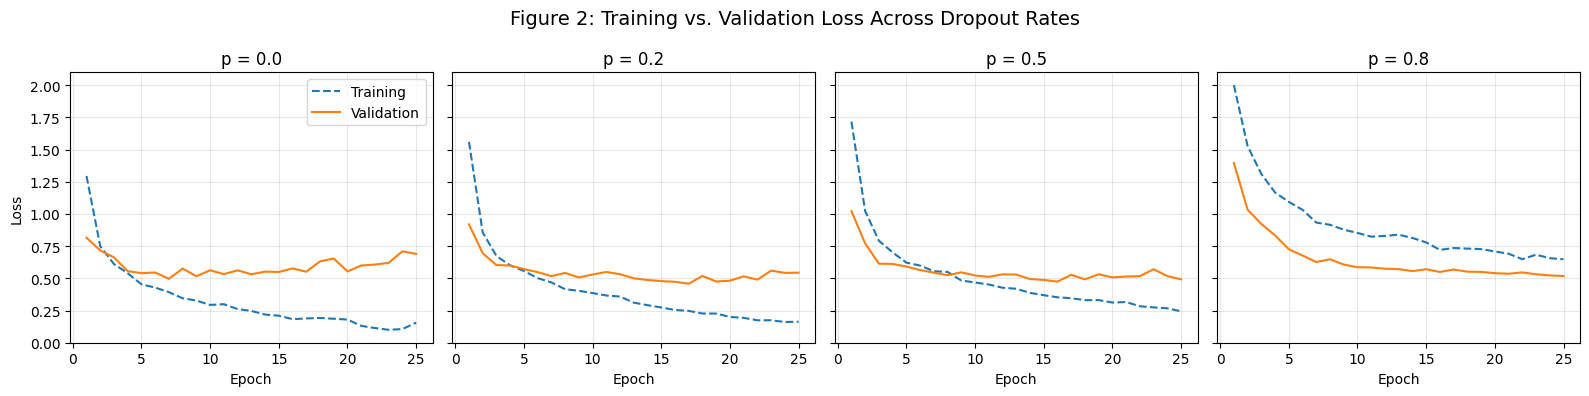 Figure 2: Training vs. Validation Loss Across Dropout Rates
p = 0.0
p = 0.2
p = 0.5
p = 0.8
Training
Validation
Loss
2.00
1.75
1.50
1.25
1.00
0.75
0.50
0.25
0.00
0 5 10 15 20 25
0 5 10 15 20 25
0 5 10 15 20 25
0 5 10 15 20 25
Epoch
Epoch
Epoch
Epoch